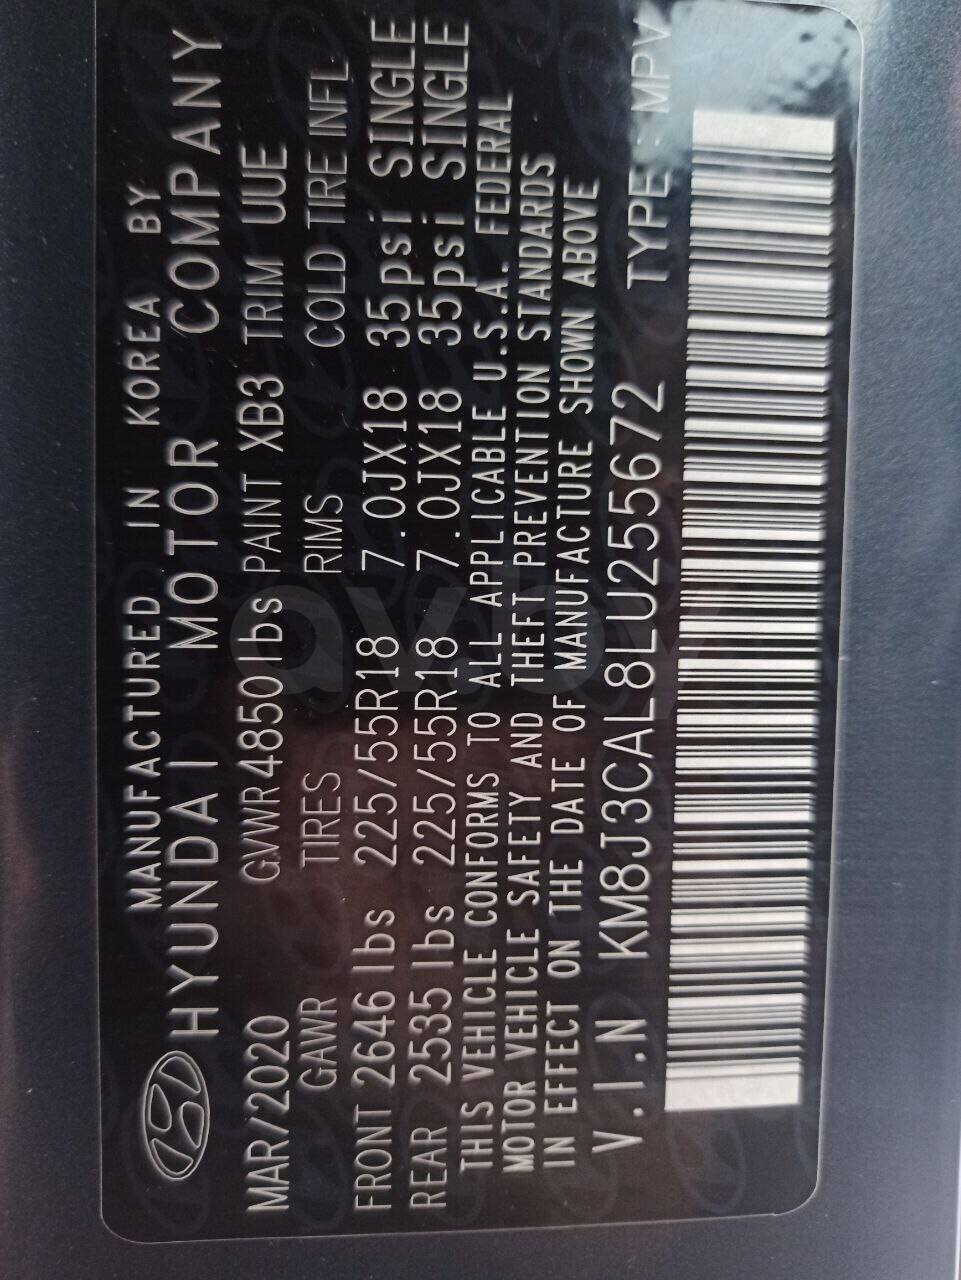 MANUFACTURED IN KOREA BY
HYUNDAI MOTOR COMPANY
MAR/2020 GVWR 4850lbs PAINT XB3 TRIM UUE
GAWR TIRES RIMS COLD TIRE INFL
FRONT 2646 lbs 225/55R18 7.0JX18 35psi SINGLE
REAR 2535 lbs 225/55R18 7.0JX18 35psi SINGLE
THIS VEHICLE CONFORMS TO ALL APPLICABLE U.S.A. FEDERAL
MOTOR VEHICLE SAFETY AND THEFT PREVENTION STANDARDS
IN EFFECT ON THE DATE OF MANUFACTURE SHOWN ABOVE
V.I.N KM8J3CAL8LU255672 TYPE MPV
av.by